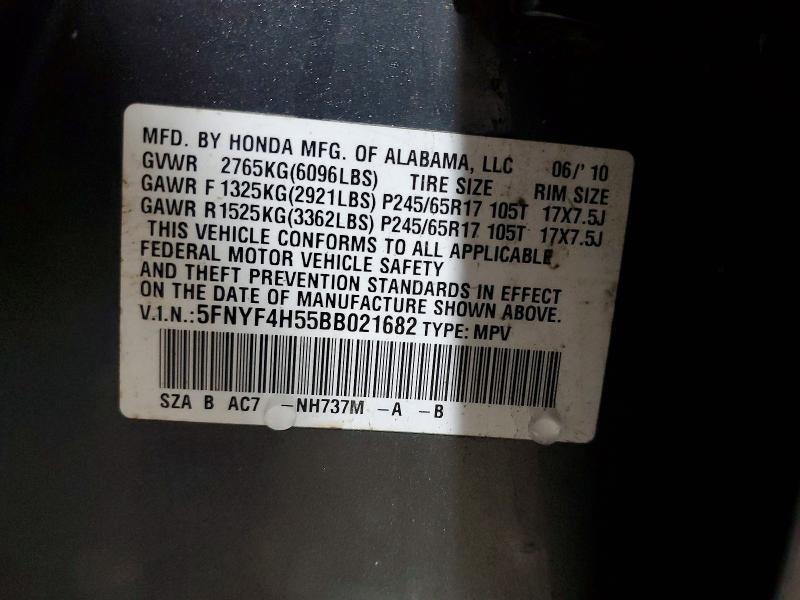 MFD. BY HONDA MFG. OF ALABAMA, LLC 06/'10
GVWR 2765KG(6096LBS) TIRE SIZE RIM SIZE
GAWR F 1325KG(2921LBS) P245/65R17 105T 17X7.5J
GAWR R 1525KG(3362LBS) P245/65R17 105T 17X7.5J
THIS VEHICLE CONFORMS TO ALL APPLICABLE
FEDERAL MOTOR VEHICLE SAFETY
AND THEFT PREVENTION STANDARDS IN EFFECT
ON THE DATE OF MANUFACTURE SHOWN ABOVE.
V.I.N.:5FNYF4H55BB021682 TYPE: MPV
SZA B AC7 -NH737M -A -B